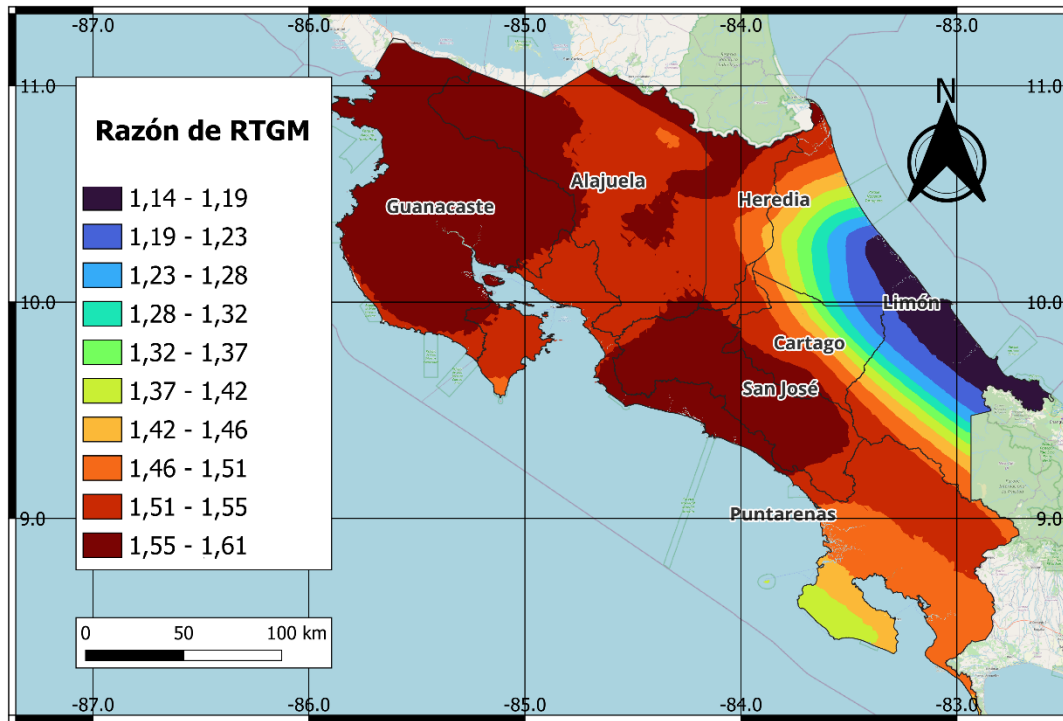 -87.0 -86.0 -85.0 -84.0 -83.0
11.0 11.0
N
Razón de RTGM
1,14 - 1,19
1,19 - 1,23
1,23 - 1,28
1,28 - 1,32
1,32 - 1,37
1,37 - 1,42
1,42 - 1,46
1,46 - 1,51
1,51 - 1,55
1,55 - 1,61
Alajuela
Guanacaste
Heredia
10.0 10.0
Limón
Cartago
San José
Puntarenas
9.0 9.0
0 50 100 km
-87.0 -86.0 -85.0 -84.0 -83.0